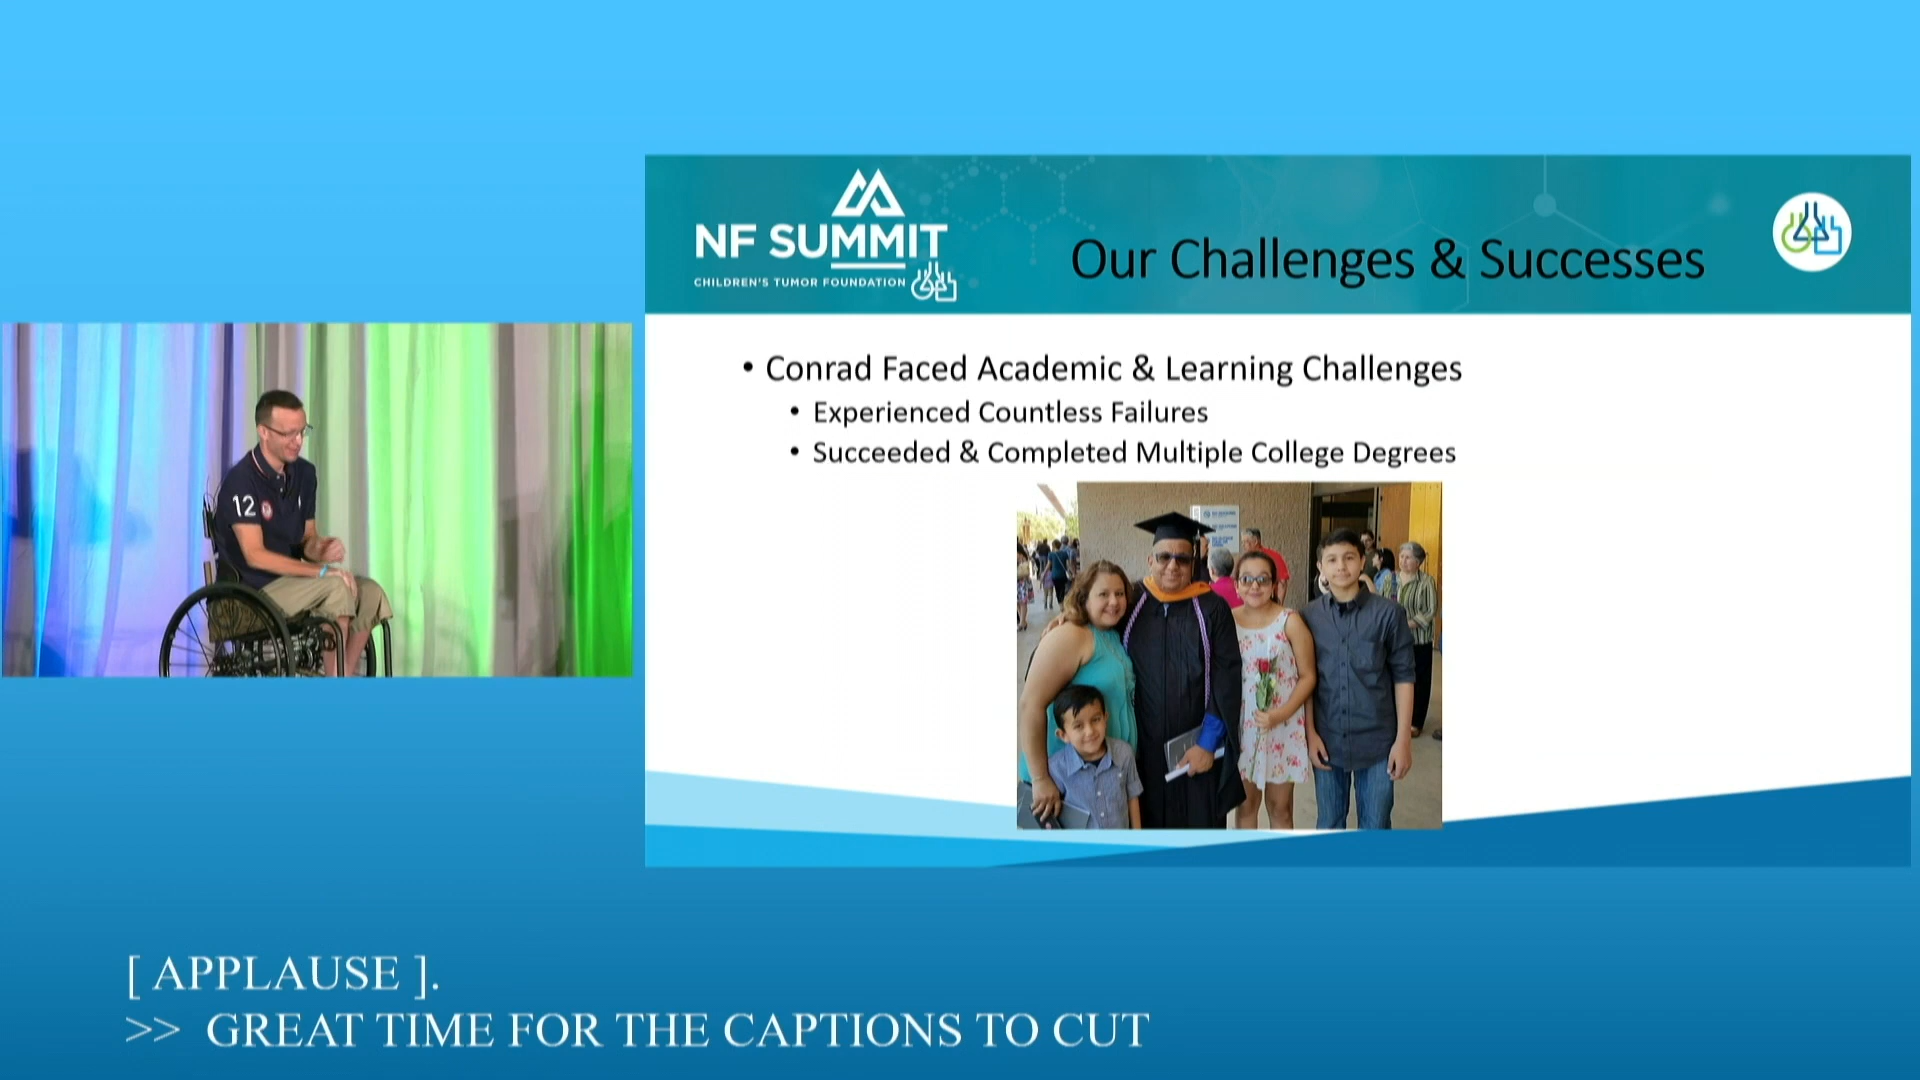 NF SUMMIT
CHILDREN'S TUMOR FOUNDATION
Our Challenges & Successes
• Conrad Faced Academic & Learning Challenges
• Experienced Countless Failures
• Succeeded & Completed Multiple College Degrees
12
[ APPLAUSE ].
>> GREAT TIME FOR THE CAPTIONS TO CUT